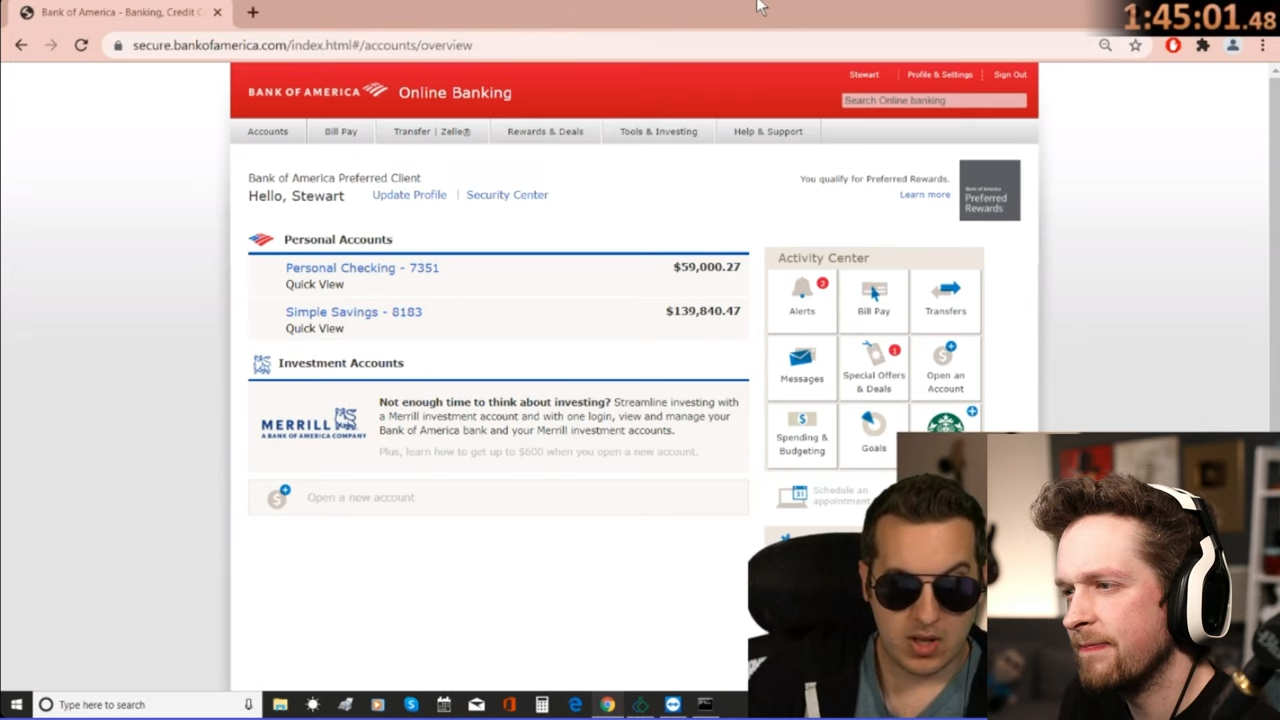 Bank of America - Banking, Credit C
1:45:01.48
secure.bankofamerica.com/index.html#/accounts/overview
Stewart | Profile & Settings | Sign Out
BANK OF AMERICA Online Banking
Search Online banking
Accounts Bill Pay Transfer | Zelle® Rewards & Deals Tools & Investing Help & Support
Bank of America Preferred Client
Hello, Stewart Update Profile | Security Center
You qualify for Preferred Rewards.
Learn more
Bank of America
Preferred
Rewards
Personal Accounts
Personal Checking - 7351 $59,000.27
Quick View
Simple Savings - 8183 $139,840.47
Quick View
Investment Accounts
MERRILL
A BANK OF AMERICA COMPANY
Not enough time to think about investing? Streamline investing with
a Merrill investment account and with one login, view and manage your
Bank of America bank and your Merrill investment accounts.
Plus, learn how to get up to $600 when you open a new account.
Open a new account
Activity Center
2
Alerts
Bill Pay
Transfers
Messages
1
Special Offers
& Deals
Open an
Account
Spending &
Budgeting
Goals
31
Schedule an
appointment
Type here to search